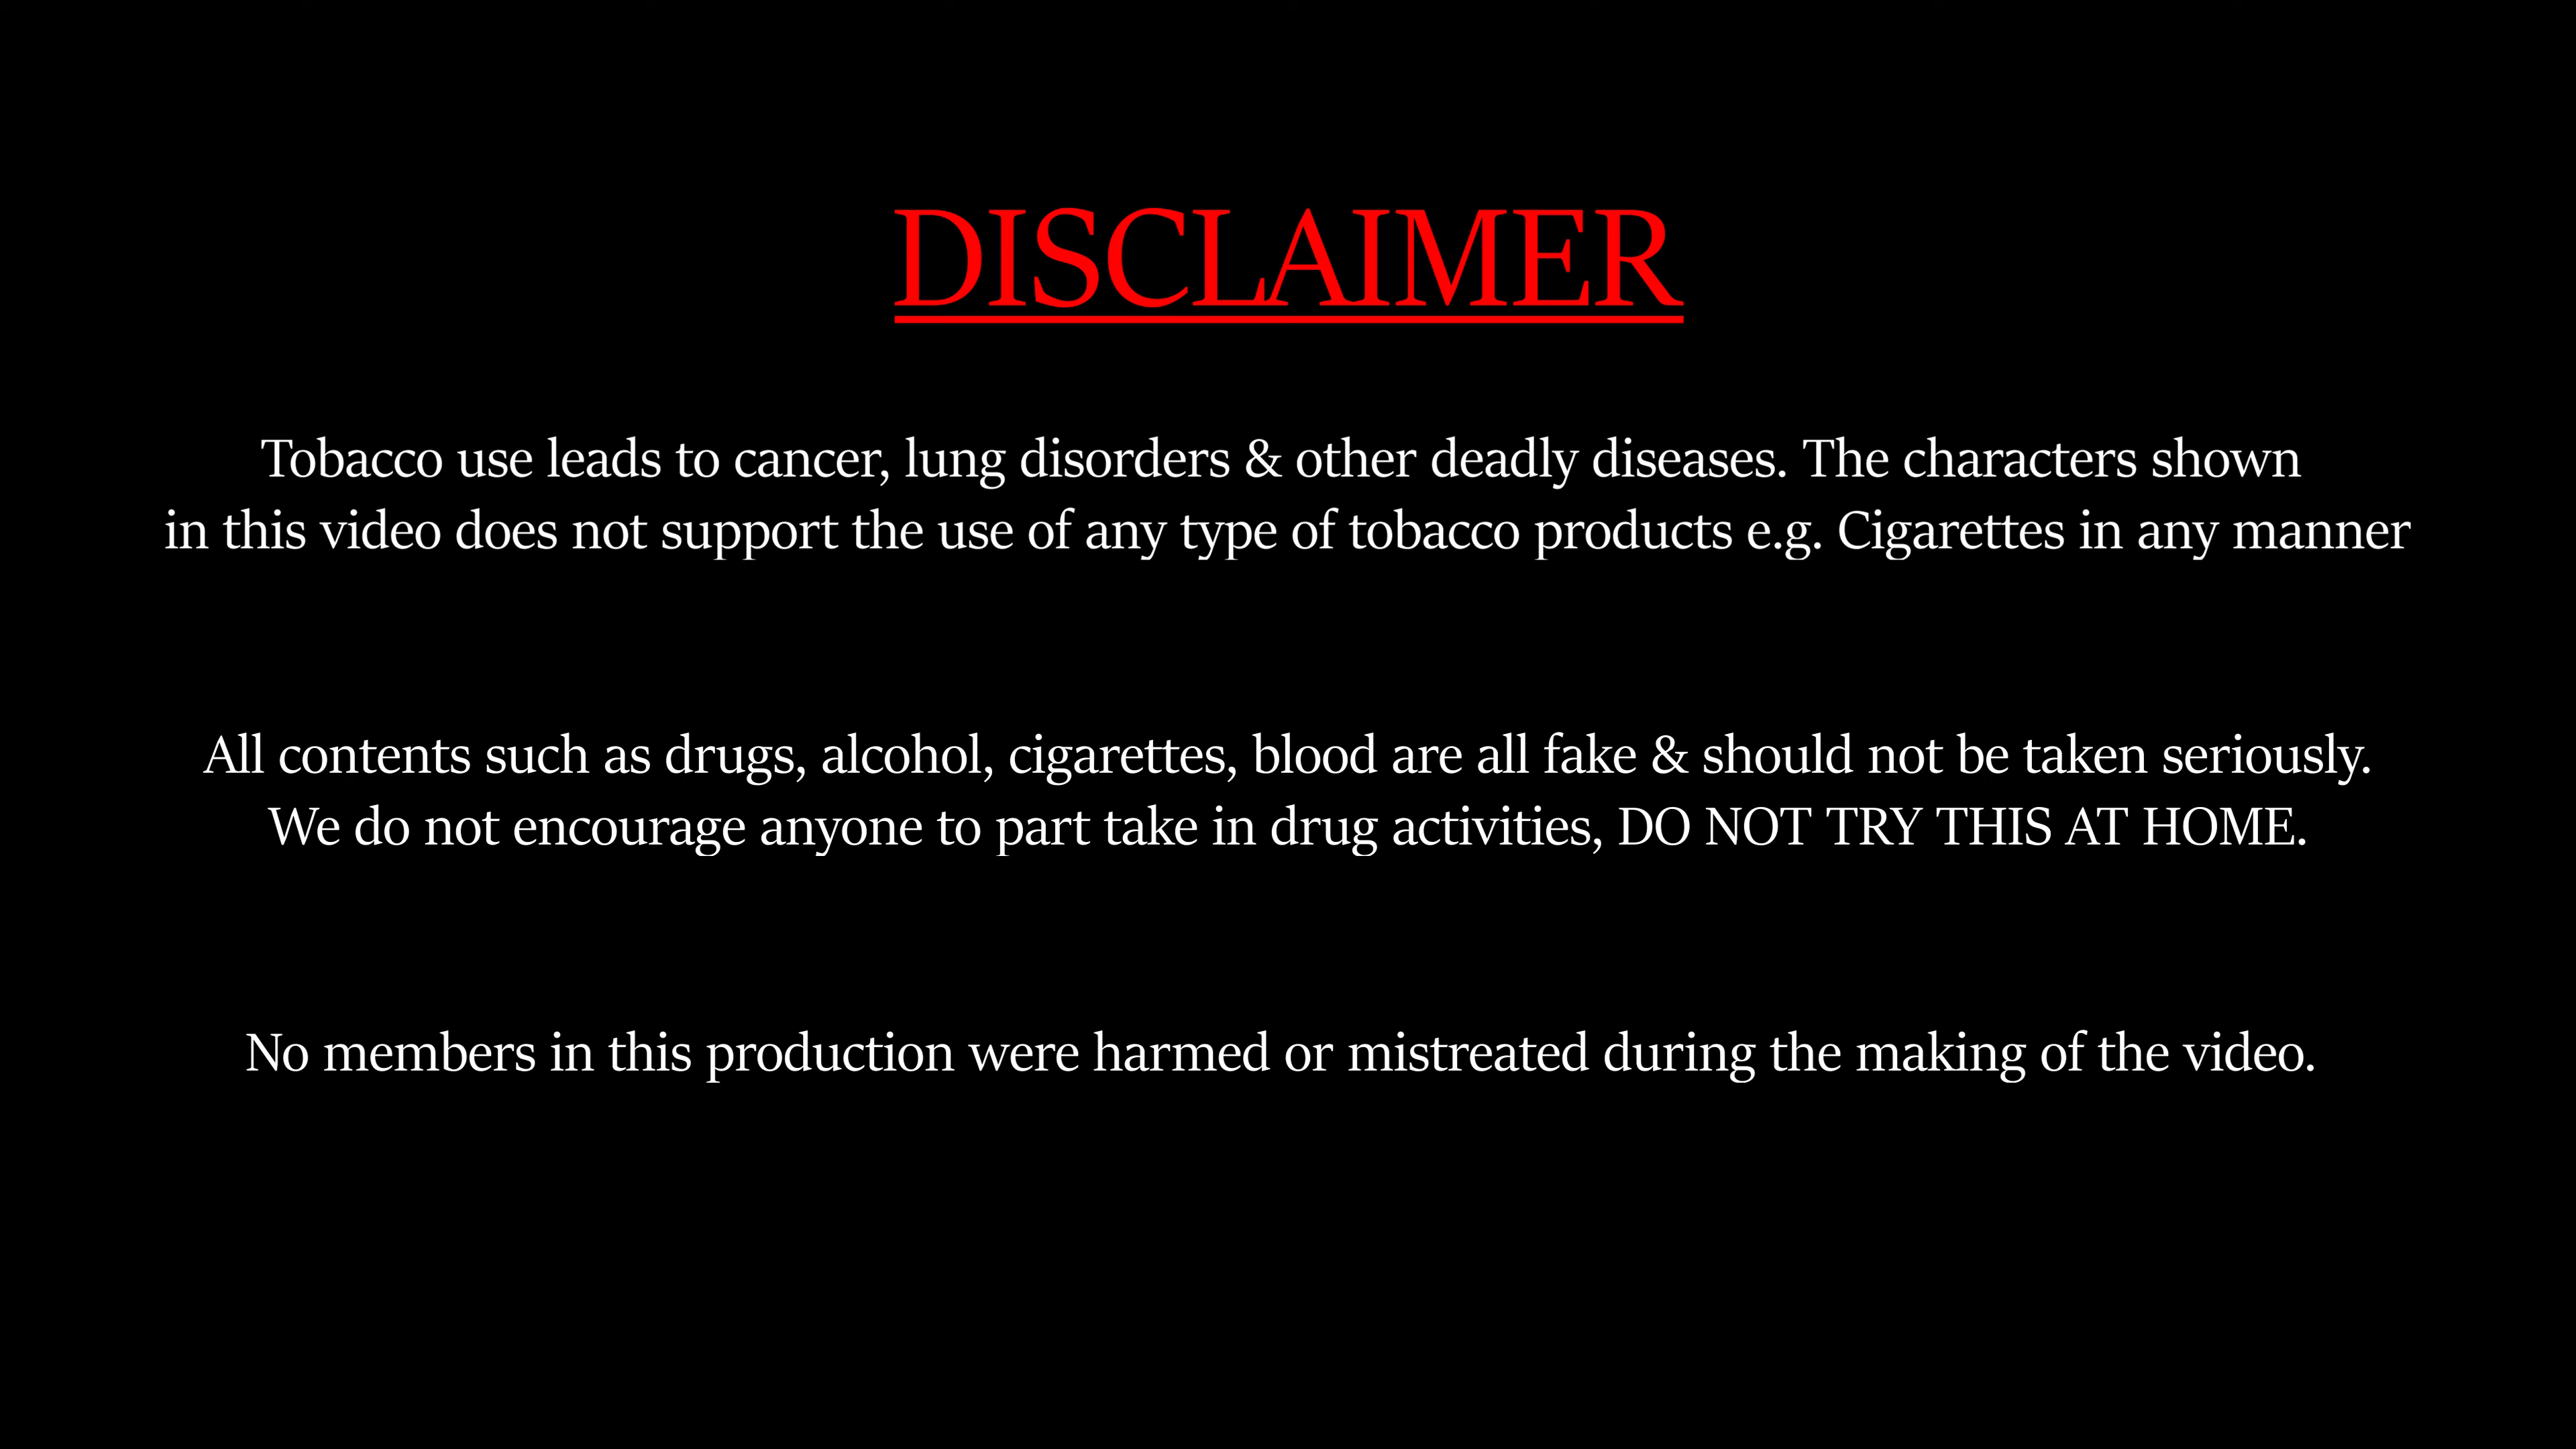 DISCLAIMER
Tobacco use leads to cancer, lung disorders & other deadly diseases. The characters shown
in this video does not support the use of any type of tobacco products e.g. Cigarettes in any manner
All contents such as drugs, alcohol, cigarettes, blood are all fake & should not be taken seriously.
We do not encourage anyone to part take in drug activities, DO NOT TRY THIS AT HOME.
No members in this production were harmed or mistreated during the making of the video.